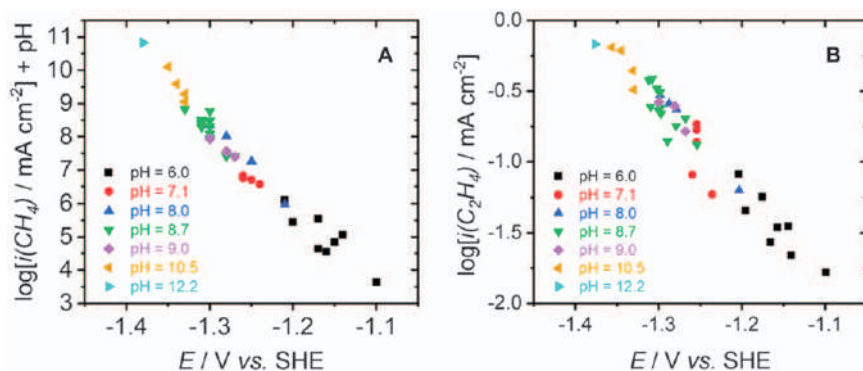 A
log[i(CH4) / mA cm-2] + pH
11
10
9
8
7
6
5
4
3
pH = 6.0
pH = 7.1
pH = 8.0
pH = 8.7
pH = 9.0
pH = 10.5
pH = 12.2
-1.4 -1.3 -1.2 -1.1
E / V vs. SHE
B
log[i(C2H4) / mA cm-2]
0.0
-0.5
-1.0
-1.5
-2.0
pH = 6.0
pH = 7.1
pH = 8.0
pH = 8.7
pH = 9.0
pH = 10.5
pH = 12.2
-1.4 -1.3 -1.2 -1.1
E / V vs. SHE